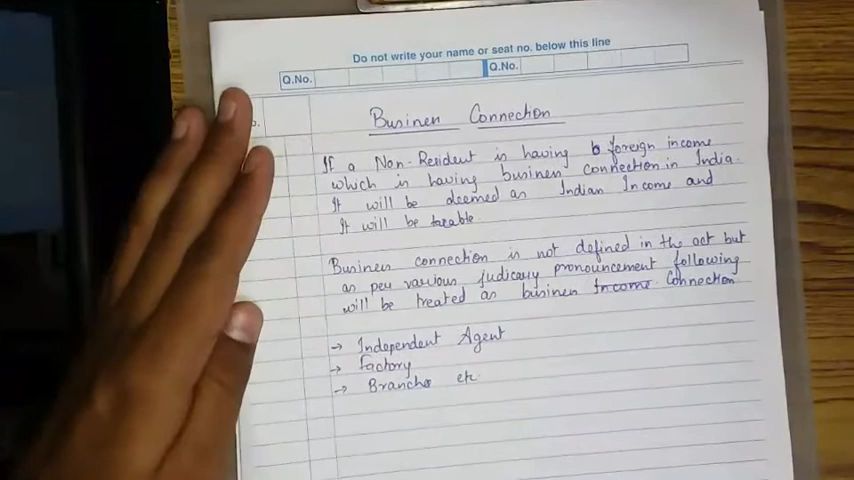 Do not write your name or seat no. below this line
Q.No. Q.No.
Business Connection
If a Non-Resident is having foreign income
which is having business connection in India.
It will be deemed as Indian Income and
It will be taxable.
Business connection is not defined in the act but
as per various judicary pronouncement following
will be treated as business Income Connection
→ Independent Agent
→ Factory
→ Branch etc